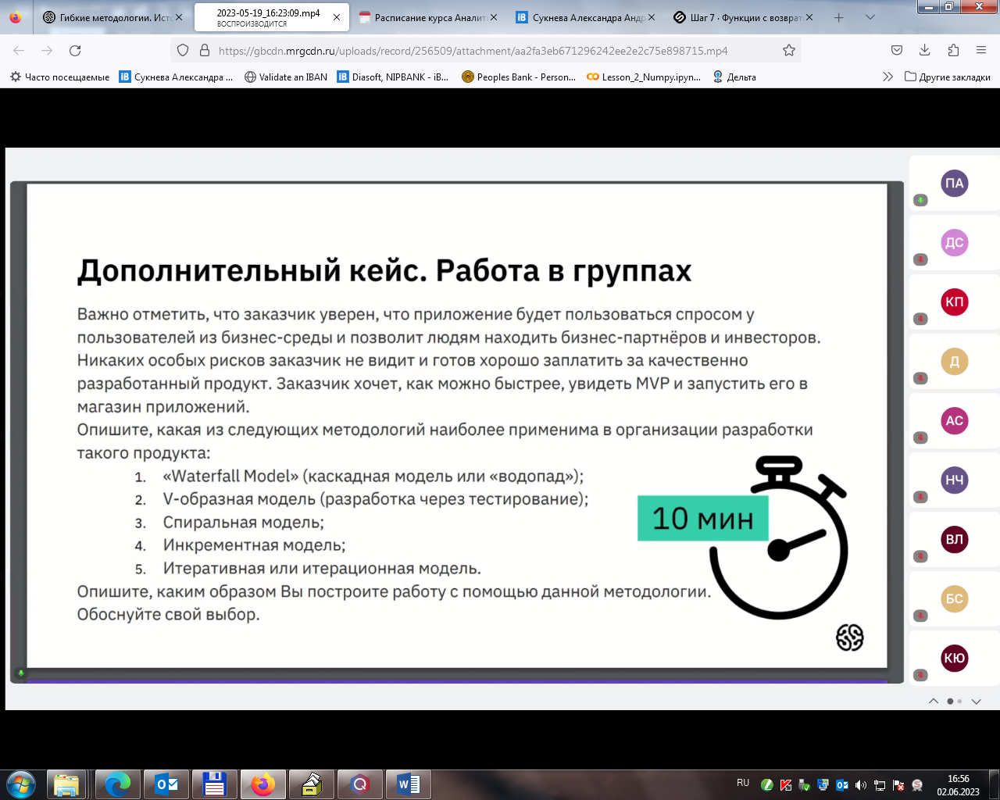 Гибкие методологии. Исто
2023-05-19_16:23:09.mp4
ВОСПРОИЗВОДИТСЯ
Расписание курса Аналити
Сукнева Александра Андр
Шаг 7 · Функции с возврат
https://gbcdn.mrgcdn.ru/uploads/record/256509/attachment/aa2fa3eb671296242ee2e2c75e898715.mp4
Часто посещаемые
Сукнева Александра ...
Validate an IBAN
Diasoft, NIPBANK - iB...
Peoples Bank - Person...
Lesson_2_Numpy.ipyn...
Дельта
Другие закладки
Дополнительный кейс. Работа в группах
Важно отметить, что заказчик уверен, что приложение будет пользоваться спросом у
пользователей из бизнес-среды и позволит людям находить бизнес-партнёров и инвесторов.
Никаких особых рисков заказчик не видит и готов хорошо заплатить за качественно
разработанный продукт. Заказчик хочет, как можно быстрее, увидеть MVP и запустить его в
магазин приложений.
Опишите, какая из следующих методологий наиболее применима в организации разработки
такого продукта:
1. «Waterfall Model» (каскадная модель или «водопад»);
2. V-образная модель (разработка через тестирование);
3. Спиральная модель;
4. Инкрементная модель;
5. Итеративная или итерационная модель.
Опишите, каким образом Вы построите работу с помощью данной методологии.
Обоснуйте свой выбор.
10 мин
ПА
ДС
КП
Д
АС
НЧ
ВЛ
БС
КЮ
RU
16:56
02.06.2023